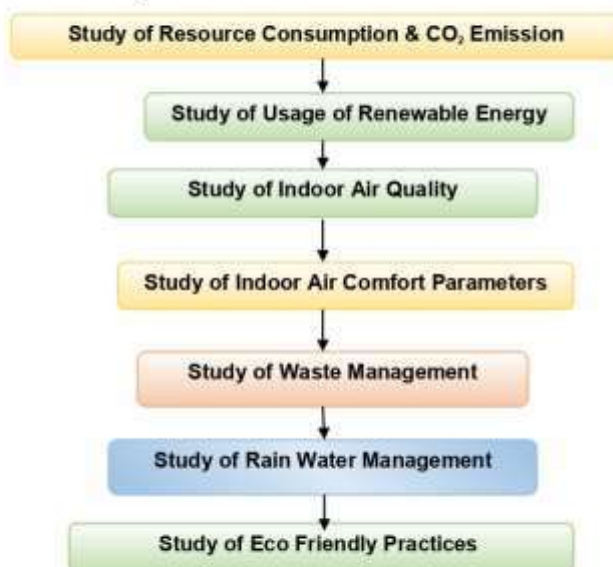 Study of Resource Consumption & CO₂ Emission
Study of Usage of Renewable Energy
Study of Indoor Air Quality
Study of Indoor Air Comfort Parameters
Study of Waste Management
Study of Rain Water Management
Study of Eco Friendly Practices